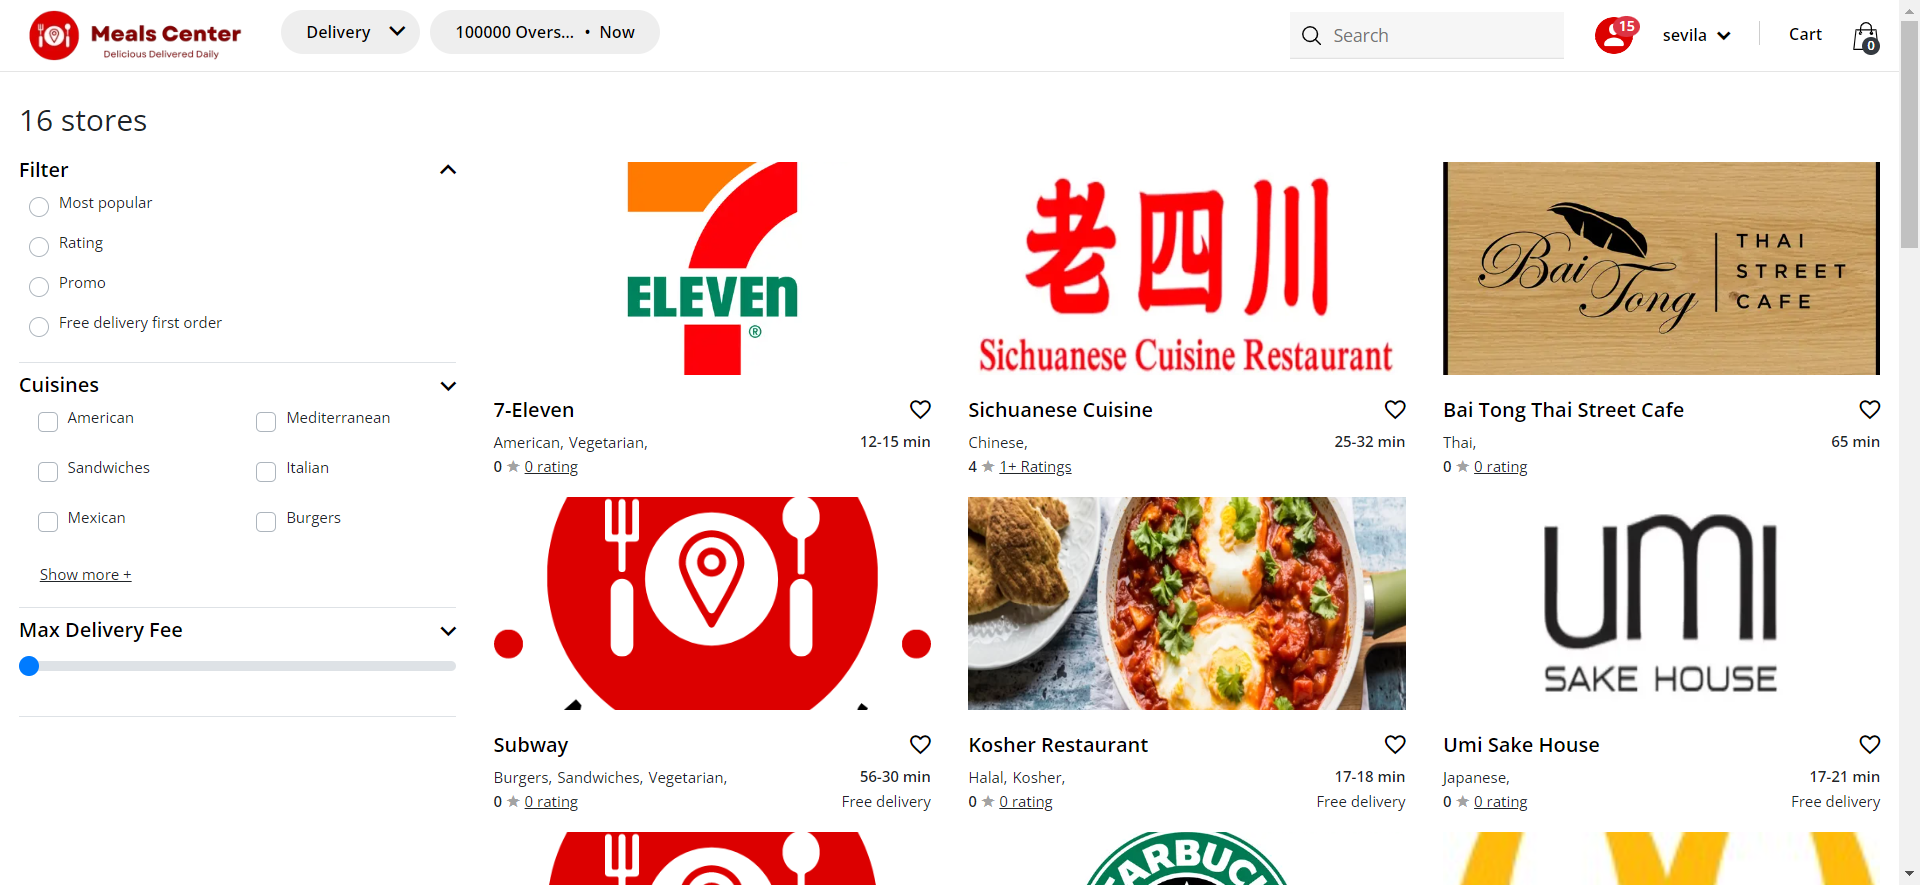 Meals Center
Delicious Delivered Daily
Delivery
100000 Overs... • Now
Search
15
sevila
Cart
0
16 stores
Filter
Most popular
Rating
Promo
Free delivery first order
Cuisines
American
Mediterranean
Sandwiches
Italian
Mexican
Burgers
Show more +
Max Delivery Fee
ELEVEN
®
7-Eleven
American, Vegetarian,
12-15 min
0 ★ 0 rating
老四川
Sichuanese Cuisine Restaurant
Sichuanese Cuisine
Chinese,
25-32 min
4 ★ 1+ Ratings
Bai Tong
THAI
STREET
CAFE
Bai Tong Thai Street Cafe
Thai,
65 min
0 ★ 0 rating
Subway
Burgers, Sandwiches, Vegetarian,
56-30 min
0 ★ 0 rating
Free delivery
Kosher Restaurant
Halal, Kosher,
17-18 min
0 ★ 0 rating
Free delivery
umi
SAKE HOUSE
Umi Sake House
Japanese,
17-21 min
0 ★ 0 rating
Free delivery
TARBUC